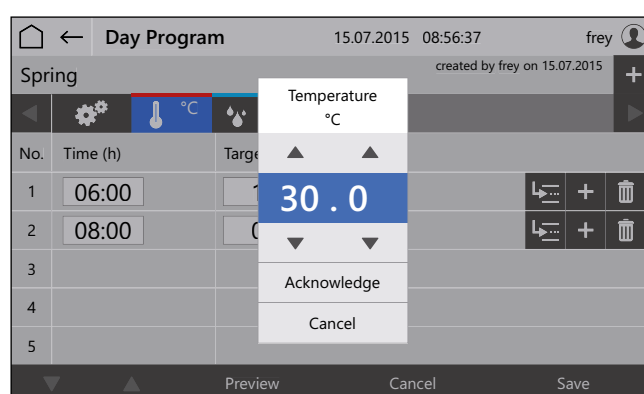 Day Program 15.07.2015 08:56:37 frey
Spring created by frey on 15.07.2015
°C
Temperature
°C
No. Time (h)
30.0
1 06:00
2 08:00
3
4
5
Acknowledge
Cancel
Preview Cancel Save